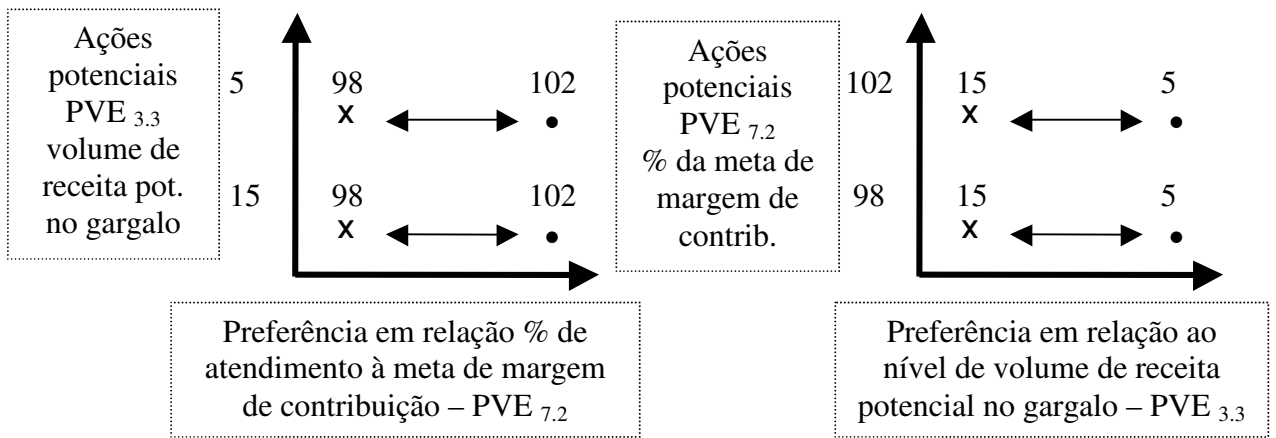 Ações
potenciais
PVE 3.3
volume de
receita pot.
no gargalo
5
98
102
x
•
15
98
102
x
•
Preferência em relação % de
atendimento à meta de margem
de contribuição – PVE 7.2
Ações
potenciais
PVE 7.2
% da meta de
margem de
contrib.
102
15
5
x
•
98
15
5
x
•
Preferência em relação ao
nível de volume de receita
potencial no gargalo – PVE 3.3